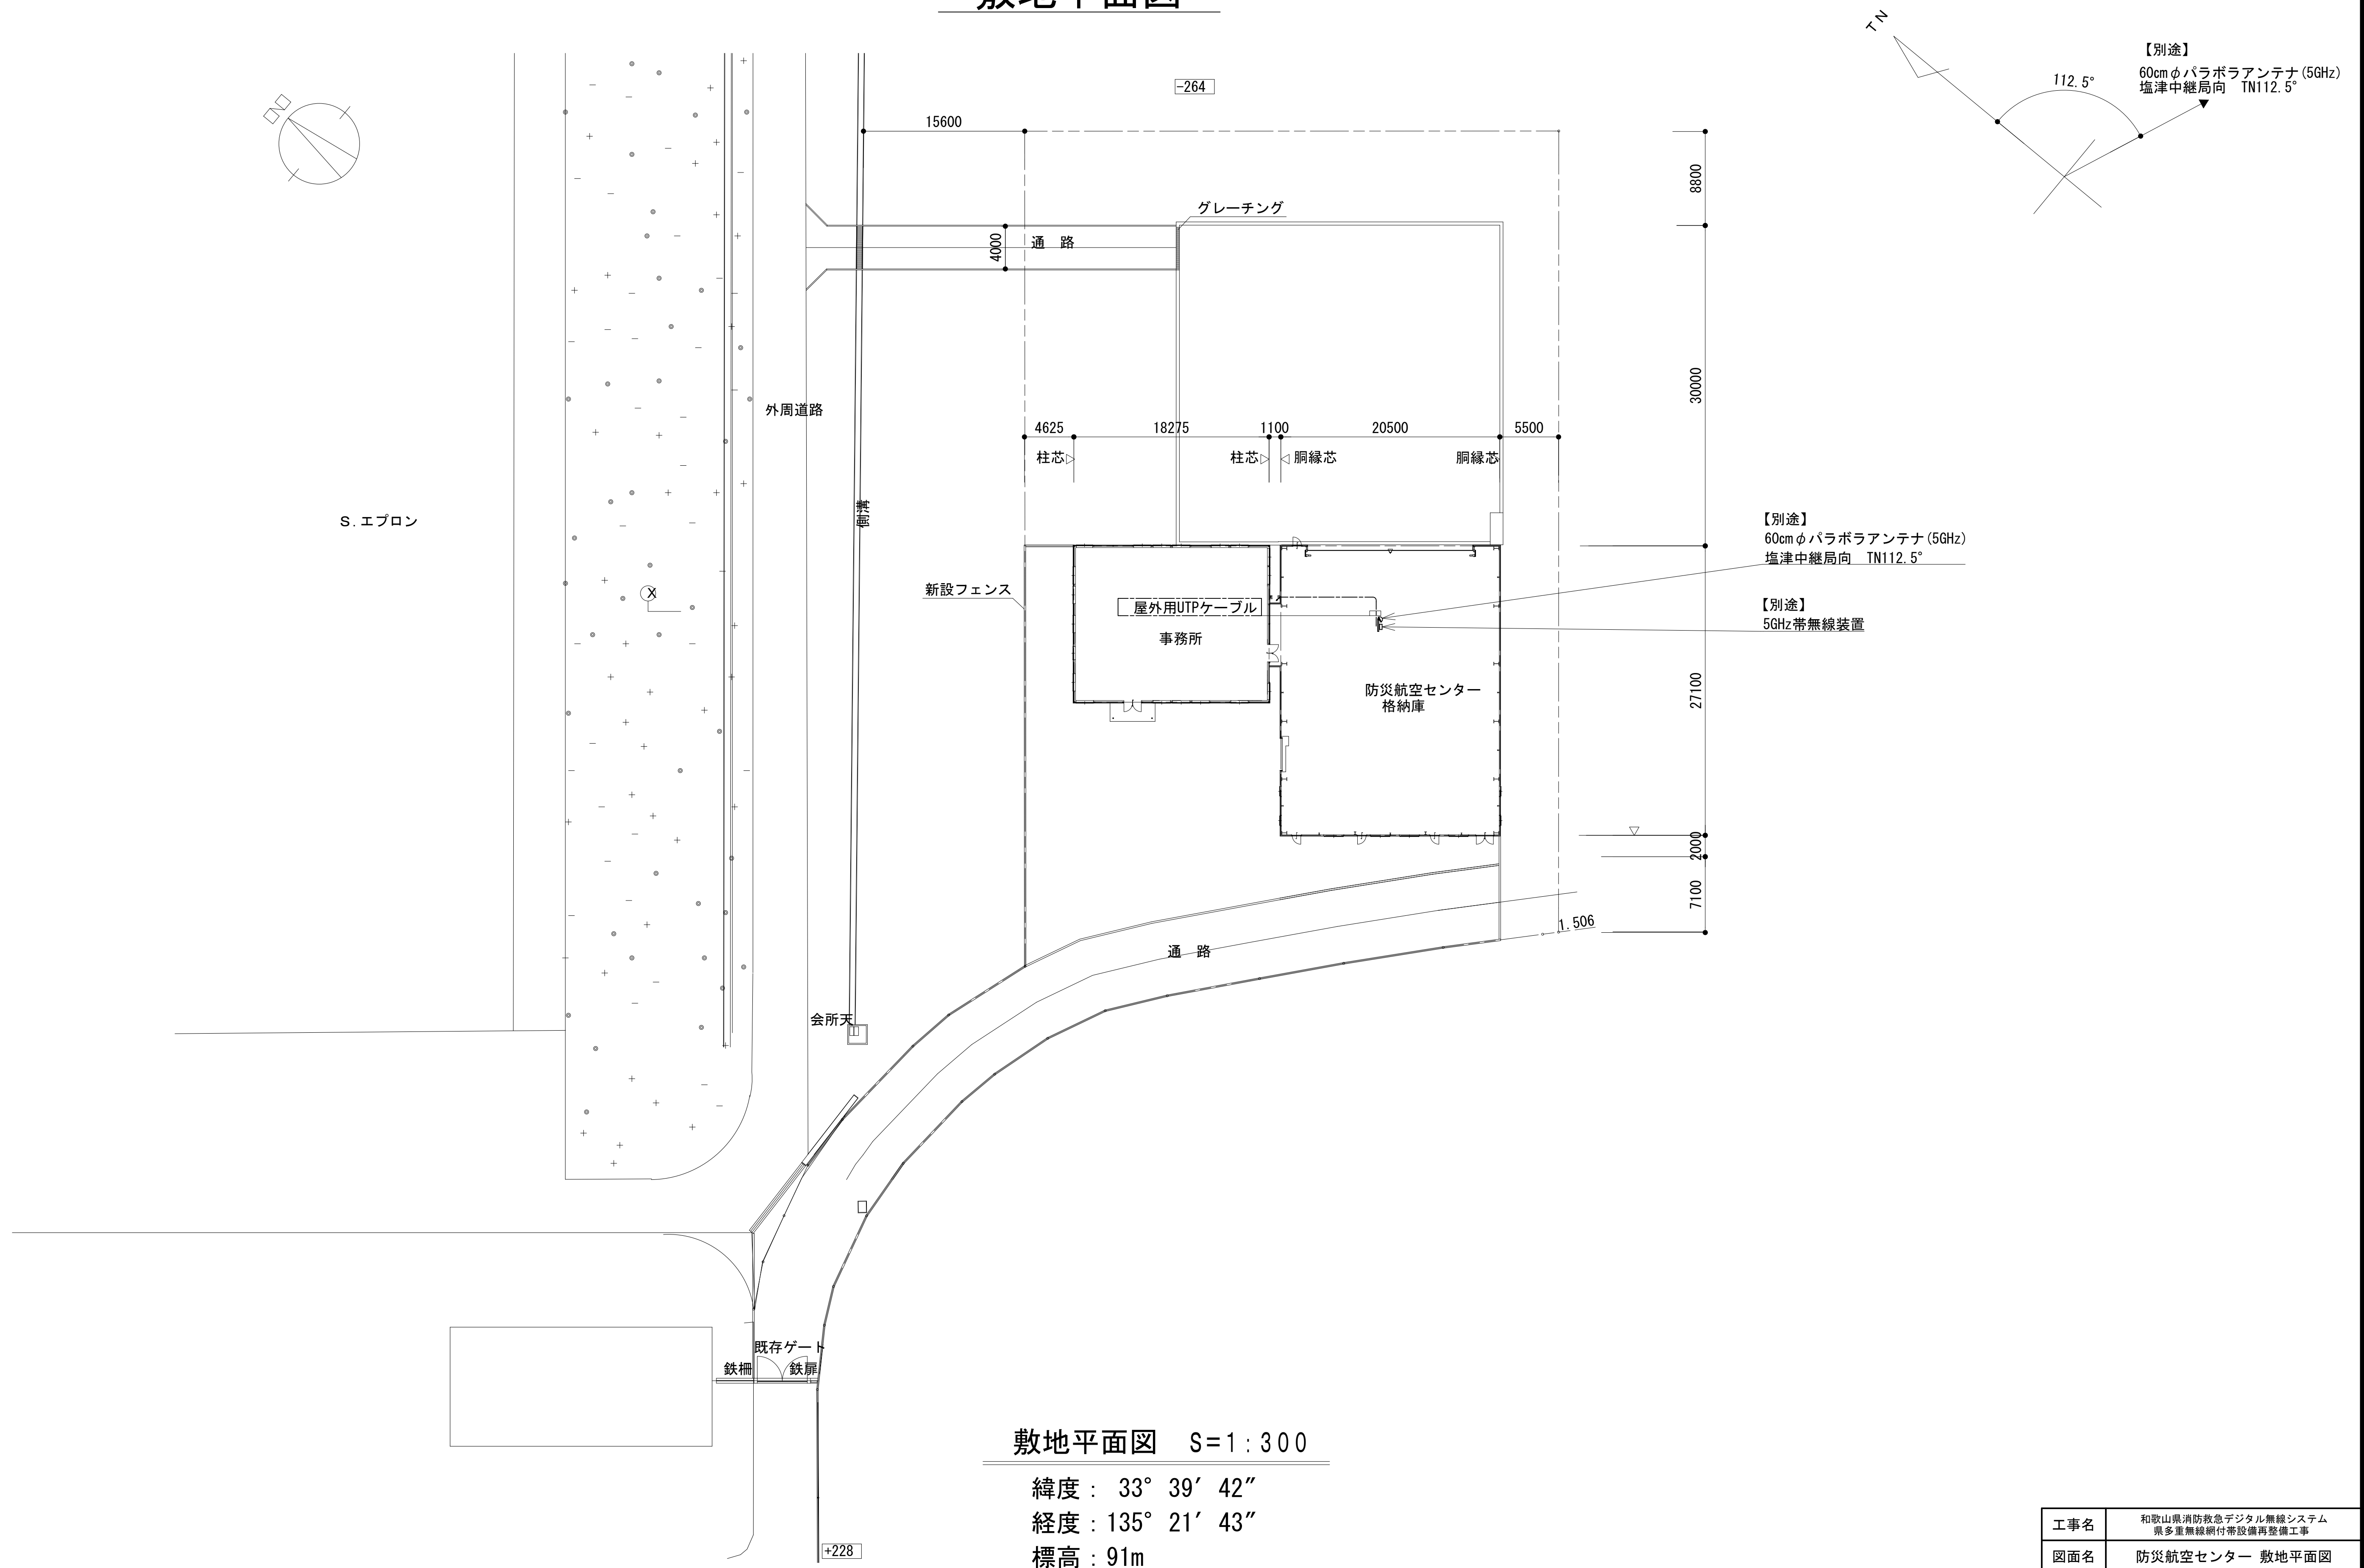 敷地平面図
TN
【別途】
60cmφパラボラアンテナ(5GHz)
塩津中継局向 TN112.5°
112.5°
-264
15600
8800
グレーチング
通 路
4000
30000
外周道路
4625
18275
1100
20500
5500
柱芯
柱芯
胴縁芯
胴縁芯
S.エプロン
側溝
【別途】
60cmφパラボラアンテナ(5GHz)
塩津中継局向 TN112.5°
新設フェンス
屋外用UTPケーブル
【別途】
5GHz帯無線装置
X
事務所
防災航空センター
格納庫
27100
2000
7100
1.506
通 路
会所天
既存ゲート
鉄柵
鉄扉
敷地平面図 S=1:300
緯度： 33° 39′ 42″
経度：135° 21′ 43″
標高：91m
+228
工事名
和歌山県消防救急デジタル無線システム
県多重無線網付帯設備再整備工事
図面名
防災航空センター 敷地平面図